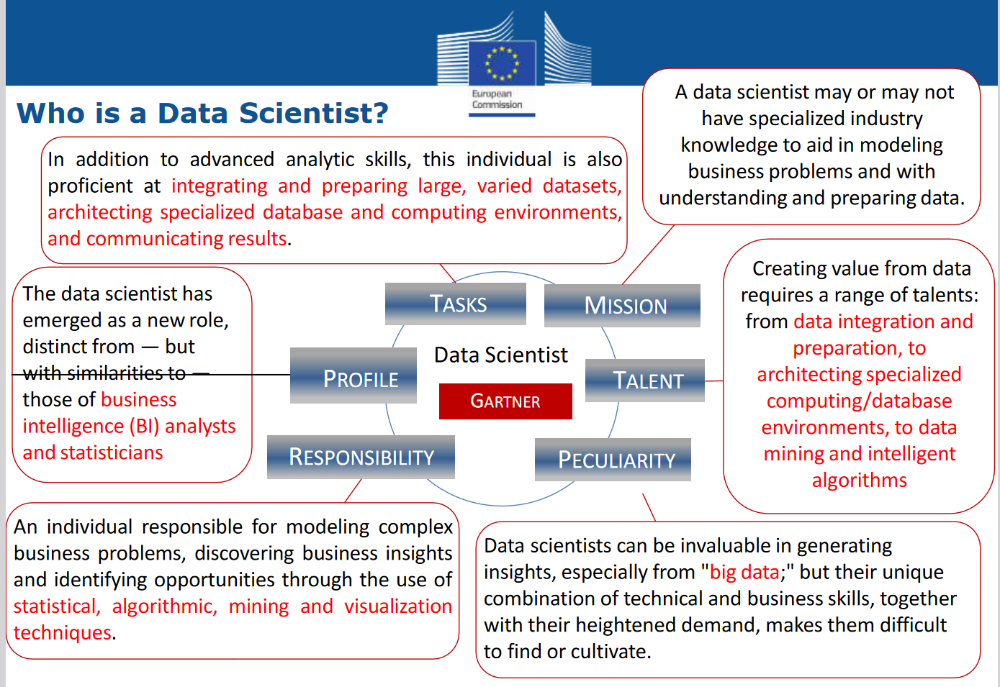 European
Commission
Who is a Data Scientist?
A data scientist may or may not
have specialized industry
knowledge to aid in modeling
business problems and with
understanding and preparing data.
In addition to advanced analytic skills, this individual is also
proficient at integrating and preparing large, varied datasets,
architecting specialized database and computing environments,
and communicating results.
Creating value from data
requires a range of talents:
from data integration and
preparation, to
architecting specialized
computing/database
environments, to data
mining and intelligent
algorithms
The data scientist has
emerged as a new role,
distinct from — but
with similarities to —
those of business
intelligence (BI) analysts
and statisticians
TASKS
MISSION
Data Scientist
PROFILE
TALENT
GARTNER
RESPONSIBILITY
PECULIARITY
An individual responsible for modeling complex
business problems, discovering business insights
and identifying opportunities through the use of
statistical, algorithmic, mining and visualization
techniques.
Data scientists can be invaluable in generating
insights, especially from "big data;" but their unique
combination of technical and business skills, together
with their heightened demand, makes them difficult
to find or cultivate.